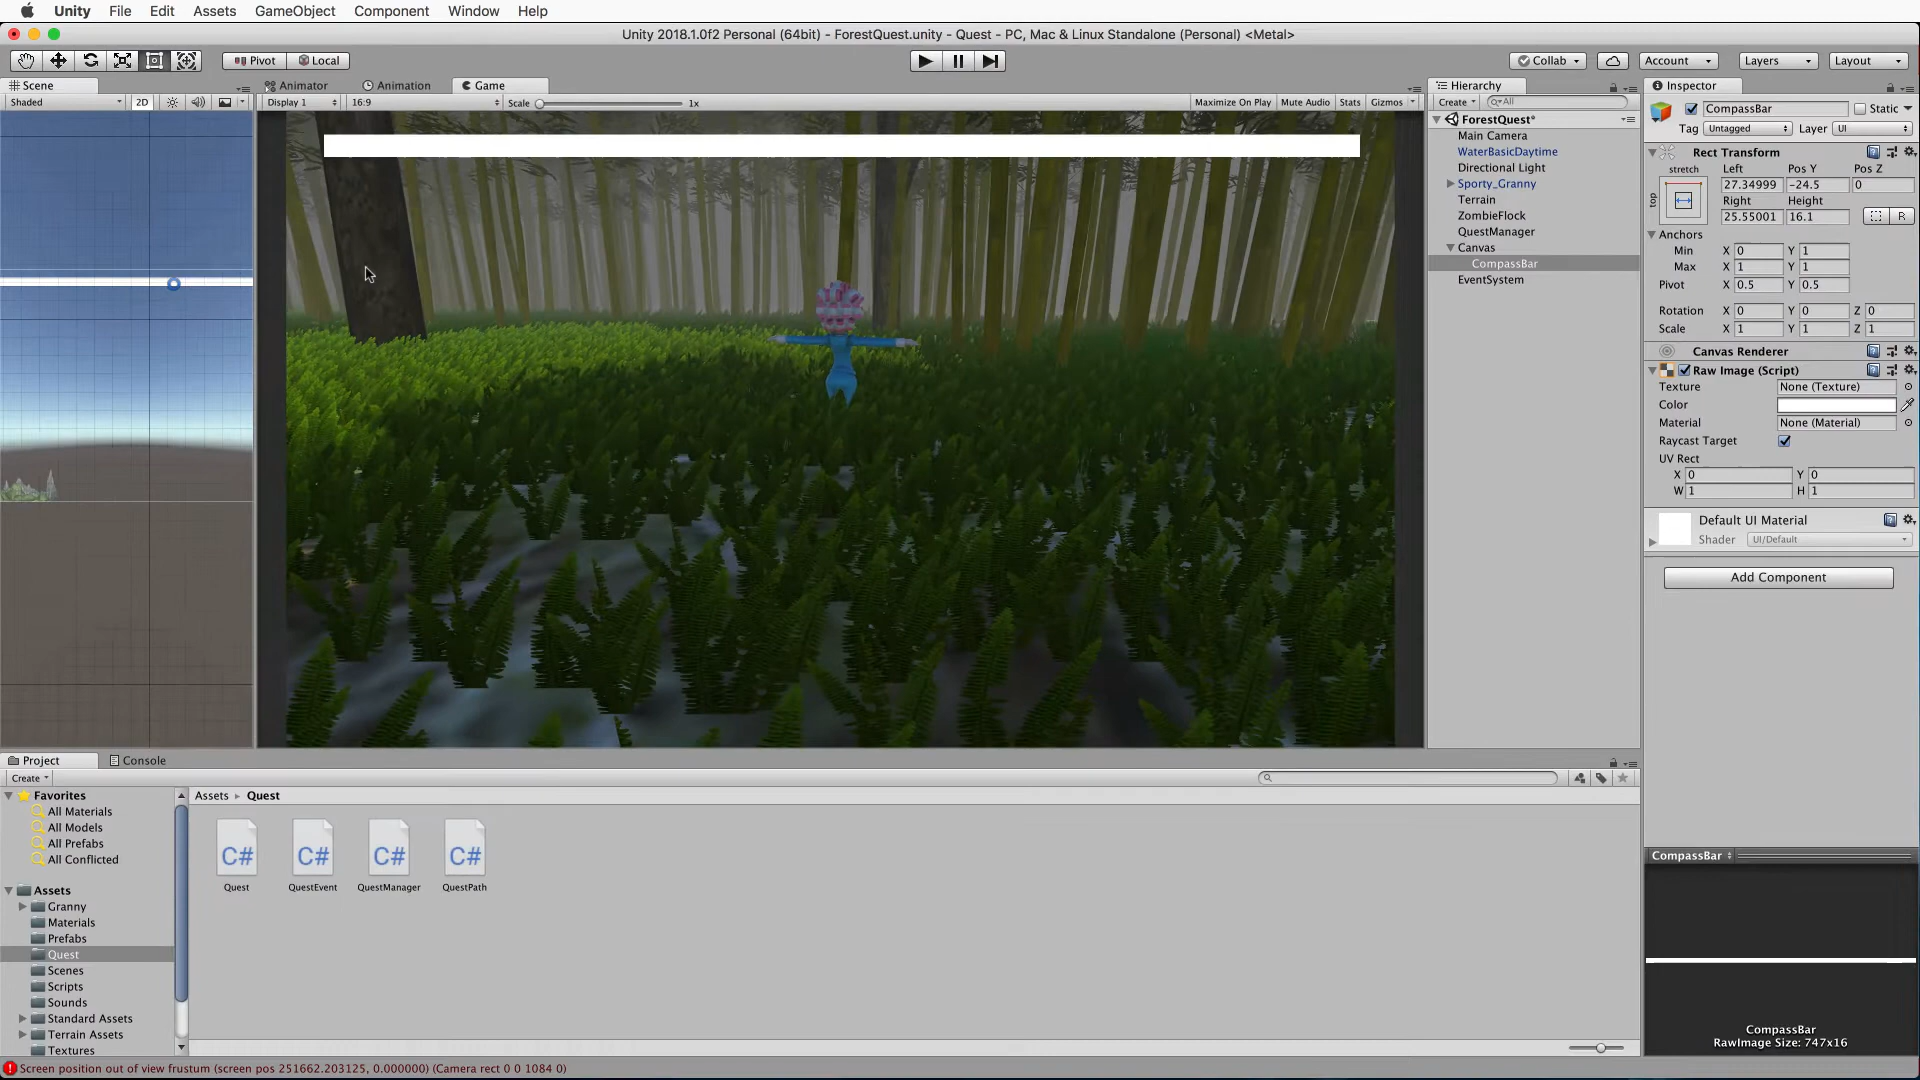 Unity File Edit Assets GameObject Component Window Help
Unity 2018.1.0f2 Personal (64bit) - ForestQuest.unity - Quest - PC, Mac & Linux Standalone (Personal) <Metal>
Pivot Local
Collab Account Layers Layout
Scene
Shaded 2D
Animator Animation Game
Display 1 16:9 Scale 1x Maximize On Play Mute Audio Stats Gizmos
Hierarchy
Create All
ForestQuest*
Main Camera
WaterBasicDaytime
Directional Light
Sporty_Granny
Terrain
ZombieFlock
QuestManager
Canvas
CompassBar
EventSystem
Inspector
CompassBar Static
Tag Untagged Layer UI
Rect Transform
stretch Left Pos Y Pos Z
top 27.34999 -24.5 0
Right Height
25.55001 16.1 R
Anchors
Min X 0 Y 1
Max X 1 Y 1
Pivot X 0.5 Y 0.5
Rotation X 0 Y 0 Z 0
Scale X 1 Y 1 Z 1
Canvas Renderer
Raw Image (Script)
Texture None (Texture)
Color
Material None (Material)
Raycast Target
UV Rect
X 0 Y 0
W 1 H 1
Default UI Material
Shader UI/Default
Add Component
CompassBar
CompassBar
RawImage Size: 747x16
Project Console
Create
Favorites
All Materials
All Models
All Prefabs
All Conflicted
Assets
Granny
Materials
Prefabs
Quest
Scenes
Scripts
Sounds
Standard Assets
Terrain Assets
Textures
Assets Quest
C# C# C# C#
Quest QuestEvent QuestManager QuestPath
Screen position out of view frustum (screen pos 251662.203125, 0.000000) (Camera rect 0 0 1084 0)